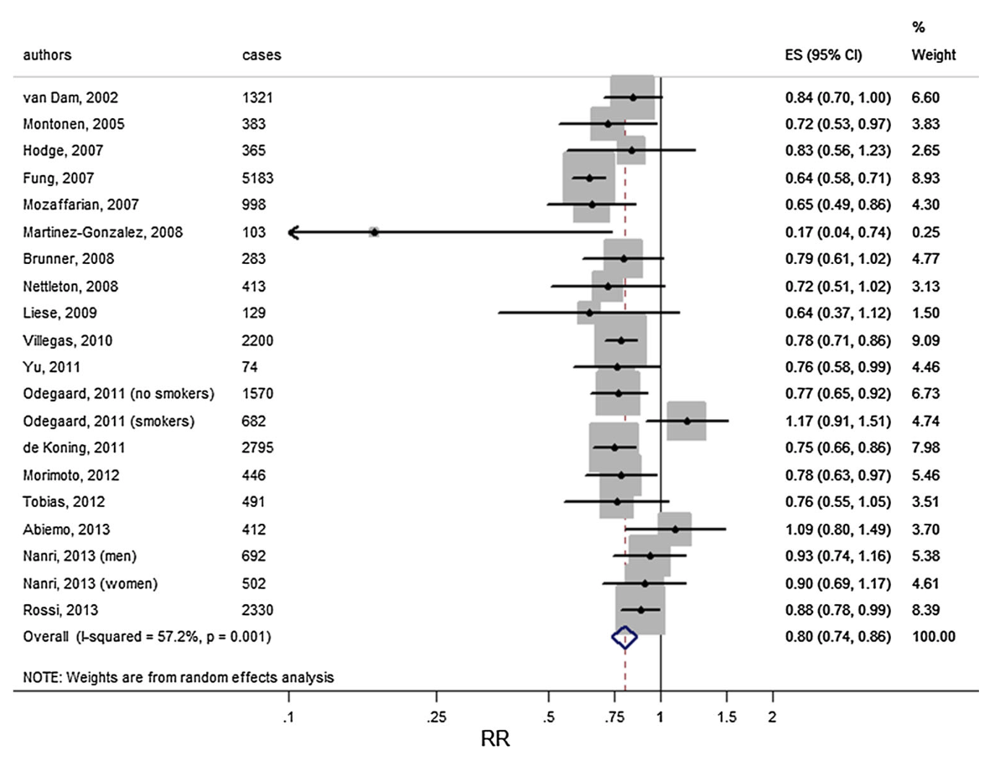 %
authors cases ES (95% CI) Weight
van Dam, 2002 1321 0.84 (0.70, 1.00) 6.60
Montonen, 2005 383 0.72 (0.53, 0.97) 3.83
Hodge, 2007 365 0.83 (0.56, 1.23) 2.65
Fung, 2007 5183 0.64 (0.58, 0.71) 8.93
Mozaffarian, 2007 998 0.65 (0.49, 0.86) 4.30
Martinez-Gonzalez, 2008 103 0.17 (0.04, 0.74) 0.25
Brunner, 2008 283 0.79 (0.61, 1.02) 4.77
Nettleton, 2008 413 0.72 (0.51, 1.02) 3.13
Liese, 2009 129 0.64 (0.37, 1.12) 1.50
Villegas, 2010 2200 0.78 (0.71, 0.86) 9.09
Yu, 2011 74 0.76 (0.58, 0.99) 4.46
Odegaard, 2011 (no smokers) 1570 0.77 (0.65, 0.92) 6.73
Odegaard, 2011 (smokers) 682 1.17 (0.91, 1.51) 4.74
de Koning, 2011 2795 0.75 (0.66, 0.86) 7.98
Morimoto, 2012 446 0.78 (0.63, 0.97) 5.46
Tobias, 2012 491 0.76 (0.55, 1.05) 3.51
Abiemo, 2013 412 1.09 (0.80, 1.49) 3.70
Nanri, 2013 (men) 692 0.93 (0.74, 1.16) 5.38
Nanri, 2013 (women) 502 0.90 (0.69, 1.17) 4.61
Rossi, 2013 2330 0.88 (0.78, 0.99) 8.39
Overall (I-squared = 57.2%, p = 0.001) 0.80 (0.74, 0.86) 100.00
NOTE: Weights are from random effects analysis
.1 .25 .5 .75 1 1.5 2
RR